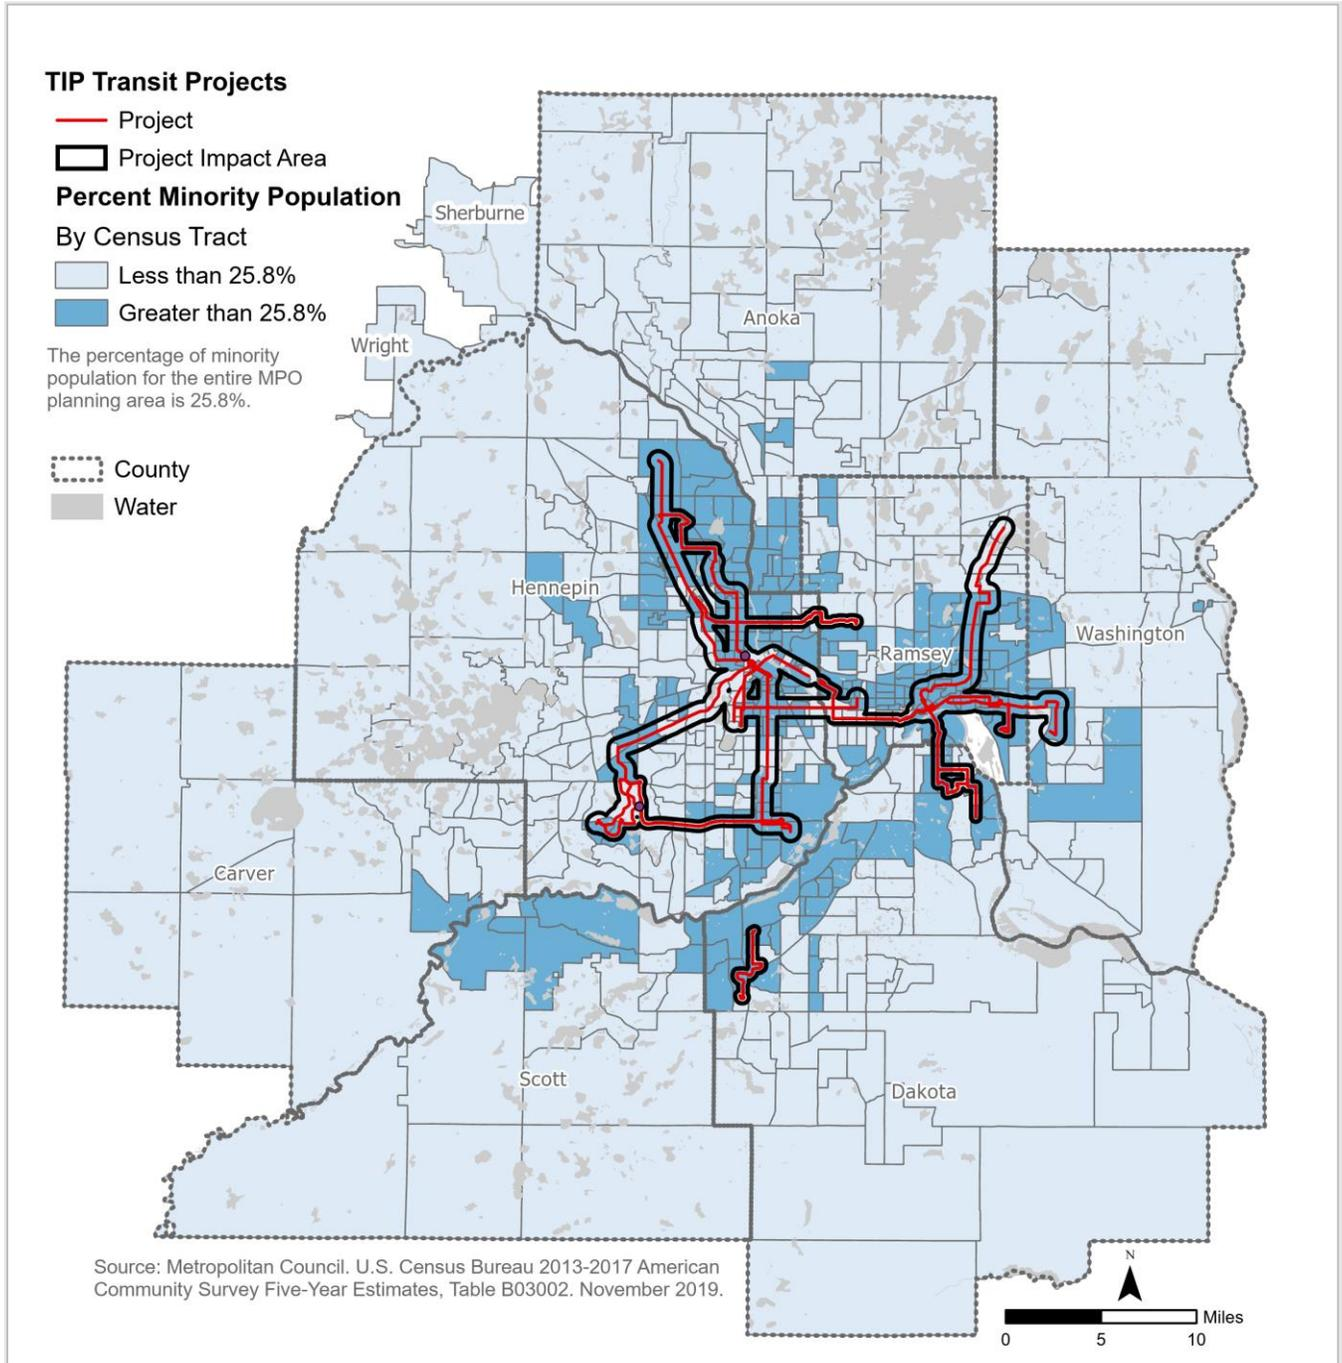 TIP Transit Projects
Project
Project Impact Area
Percent Minority Population
By Census Tract
Less than 25.8%
Greater than 25.8%
The percentage of minority
population for the entire MPO
planning area is 25.8%.
County
Water
Sherburne
Wright
Anoka
Hennepin
Ramsey
Washington
Carver
Scott
Dakota
Source: Metropolitan Council. U.S. Census Bureau 2013-2017 American
Community Survey Five-Year Estimates, Table B03002. November 2019.
N
Miles
0 5 10